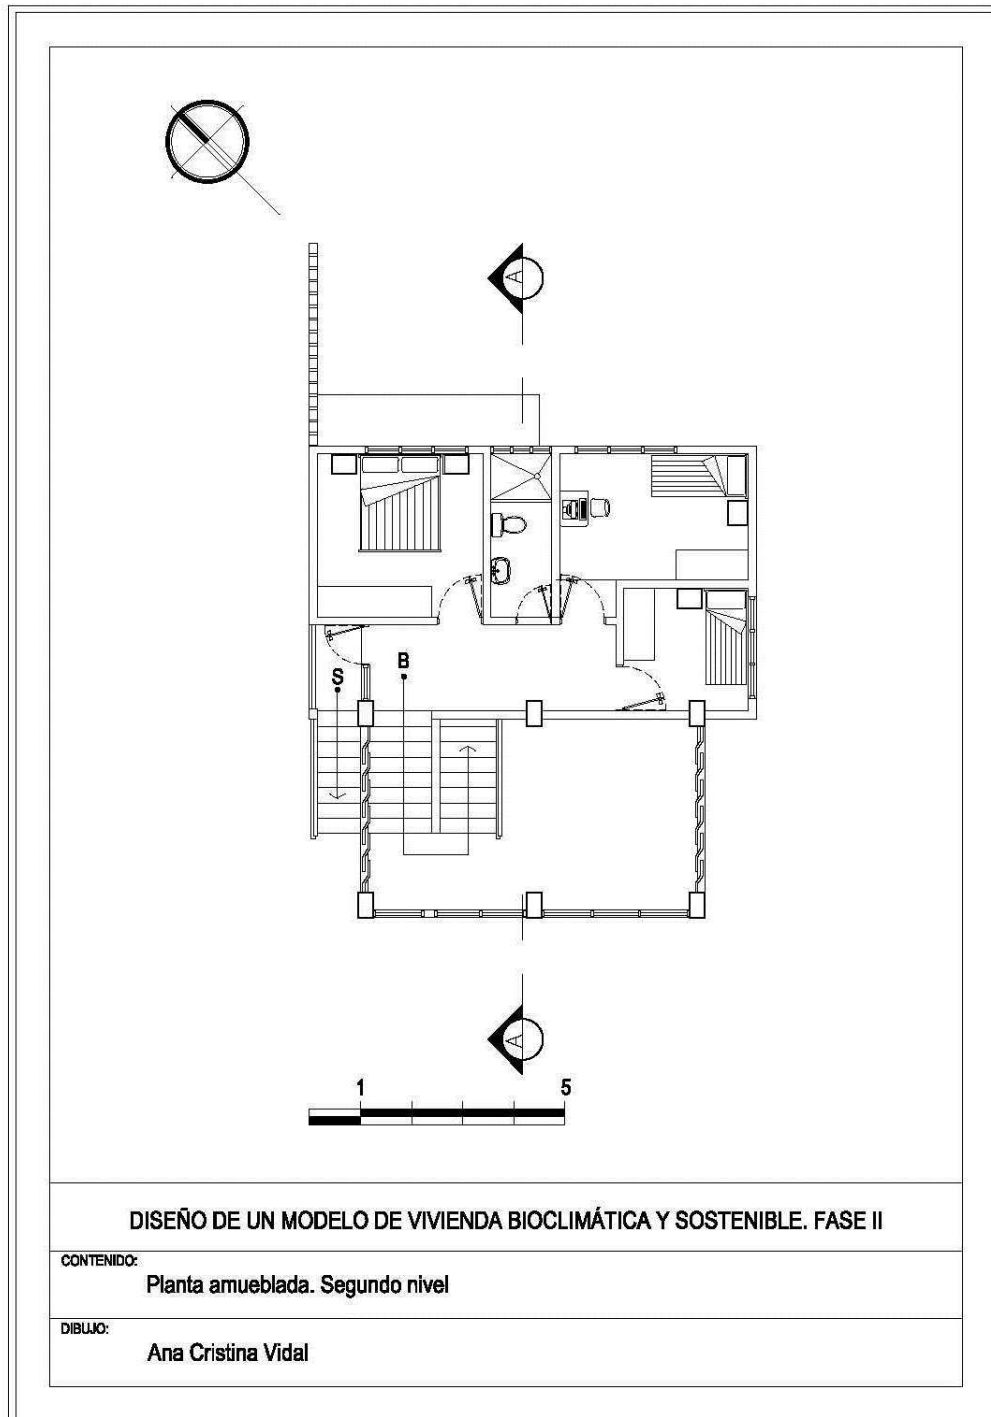 A
S
B
A
1 5
DISEÑO DE UN MODELO DE VIVIENDA BIOCLIMÁTICA Y SOSTENIBLE. FASE II
CONTENIDO:
Planta amueblada. Segundo nivel
DIBUJO:
Ana Cristina Vidal